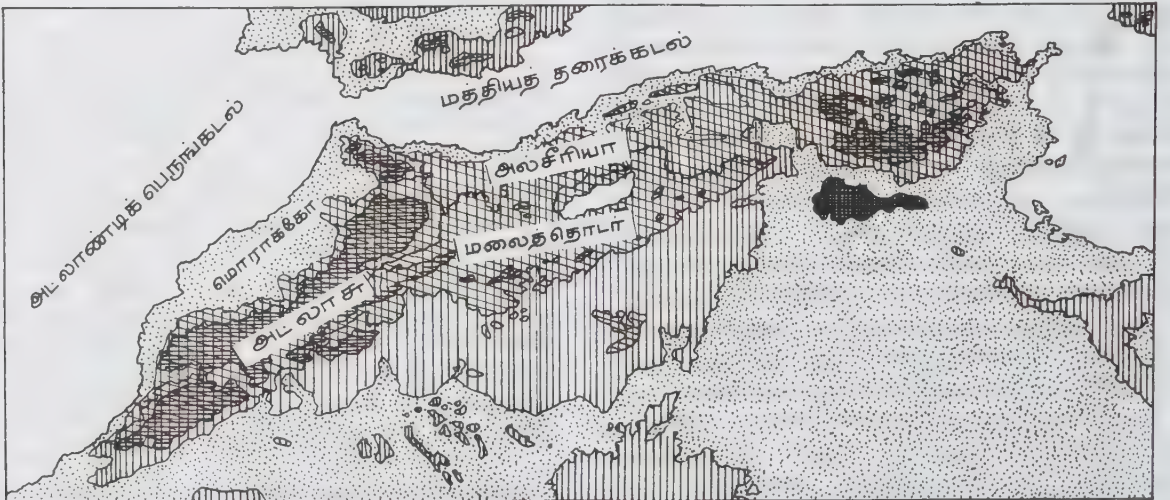 மத்தியத் தரைக்கடல்
அட்லாண்டிக் பெருங்கடல்
அல்சீரியா
மொராக்கோ
மலைத்தொடர்
அட்லாசு